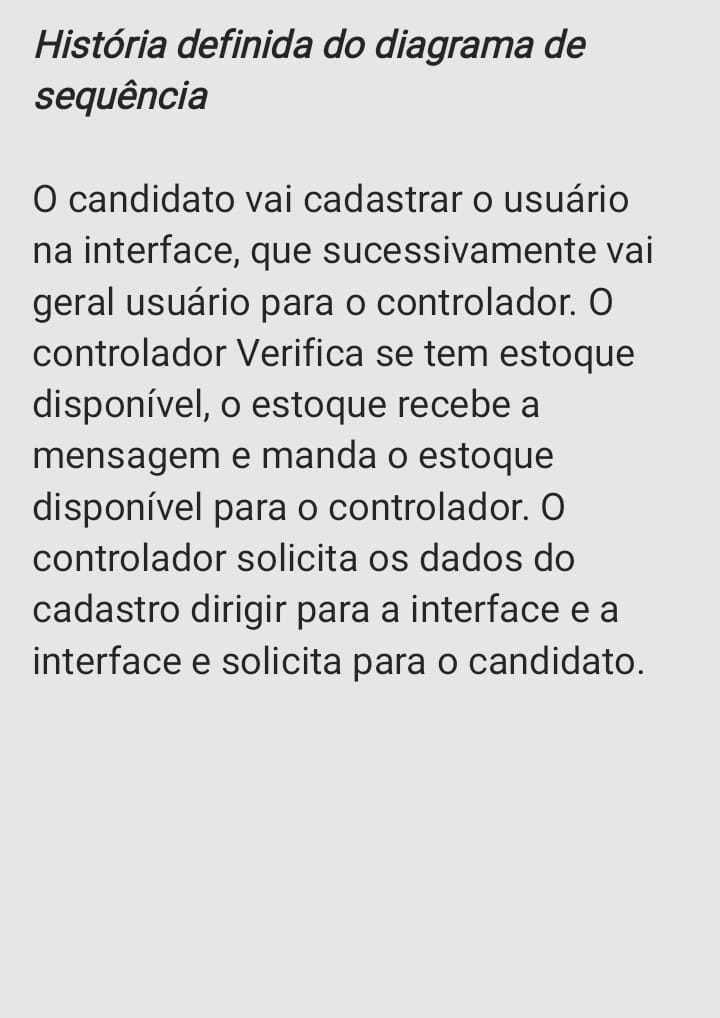 História definida do diagrama de
sequência
O candidato vai cadastrar o usuário
na interface, que sucessivamente vai
geral usuário para o controlador. O
controlador Verifica se tem estoque
disponível, o estoque recebe a
mensagem e manda o estoque
disponível para o controlador. O
controlador solicita os dados do
cadastro dirigir para a interface e a
interface e solicita para o candidato.